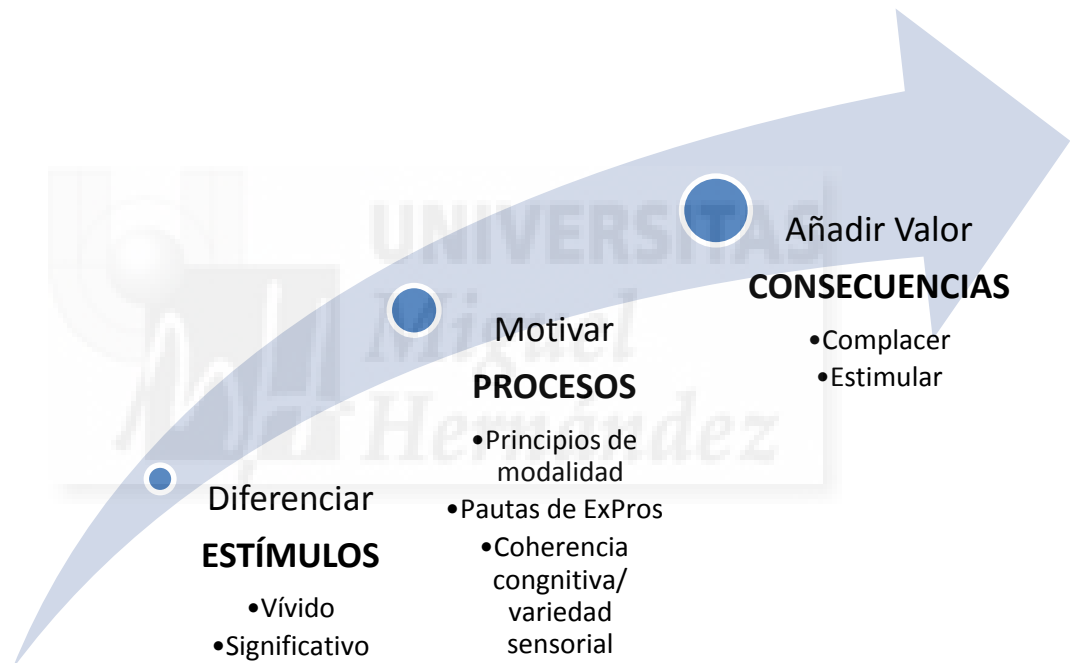 UNIVERSITAS
Miguel
Hernández
Diferenciar
ESTÍMULOS
•Vívido
•Significativo
Motivar
PROCESOS
•Principios de
modalidad
•Pautas de ExPros
•Coherencia
congnitiva/
variedad
sensorial
Añadir Valor
CONSECUENCIAS
•Complacer
•Estimular